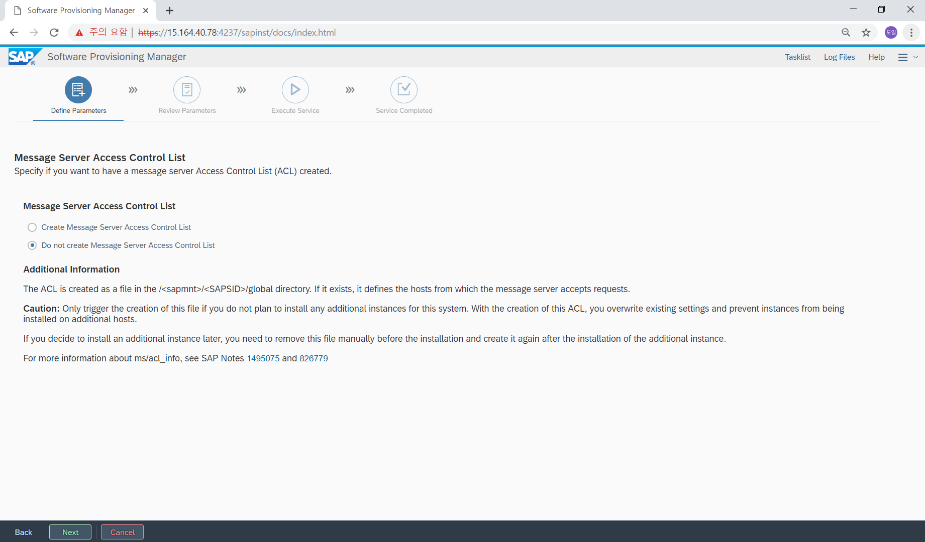 Software Provisioning Manager
주의 요함 | https://15.164.40.78:4237/sapinst/docs/index.html
도일
SAP Software Provisioning Manager Tasklist Log Files Help
Define Parameters Review Parameters Execute Service Service Completed
Message Server Access Control List
Specify if you want to have a message server Access Control List (ACL) created.
Message Server Access Control List
Create Message Server Access Control List
Do not create Message Server Access Control List
Additional Information
The ACL is created as a file in the /<sapmnt>/<SAPSID>/global directory. If it exists, it defines the hosts from which the message server accepts requests.
Caution: Only trigger the creation of this file if you do not plan to install any additional instances for this system. With the creation of this ACL, you overwrite existing settings and prevent instances from being
installed on additional hosts.
If you decide to install an additional instance later, you need to remove this file manually before the installation and create it again after the installation of the additional instance.
For more information about ms/acl_info, see SAP Notes 1495075 and 826779
Back Next Cancel